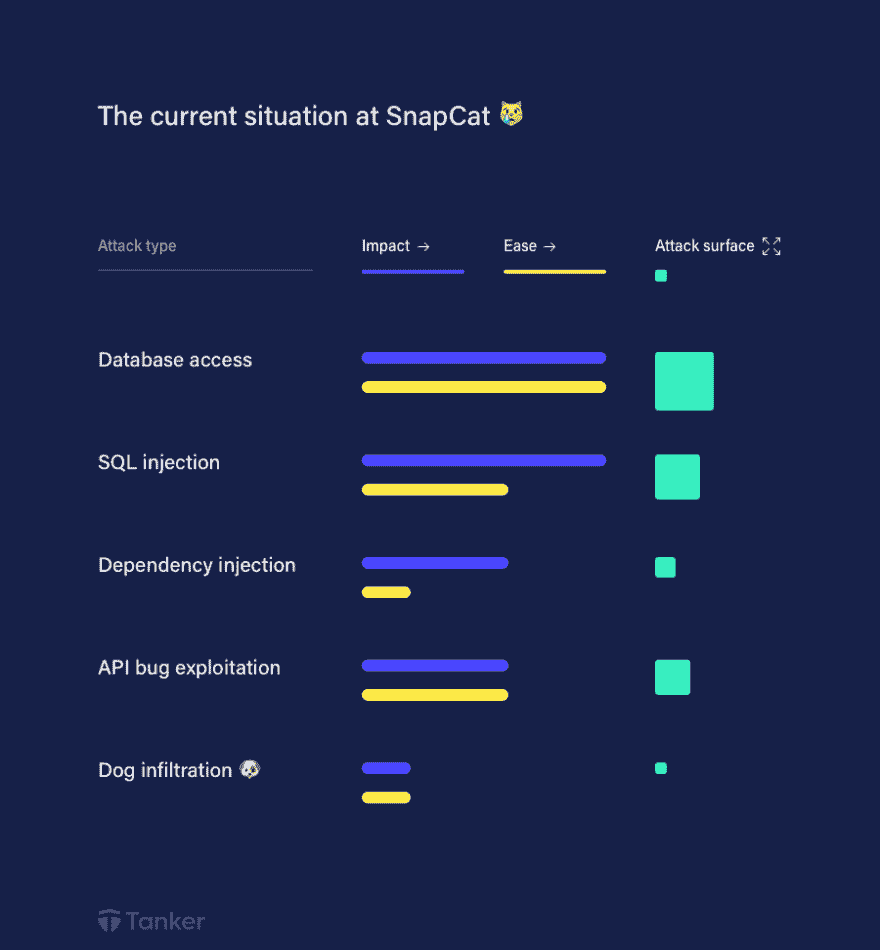 The current situation at SnapCat 😿
Attack type Impact → Ease → Attack surface
Database access
SQL injection
Dependency injection
API bug exploitation
Dog infiltration 🐶
Tanker